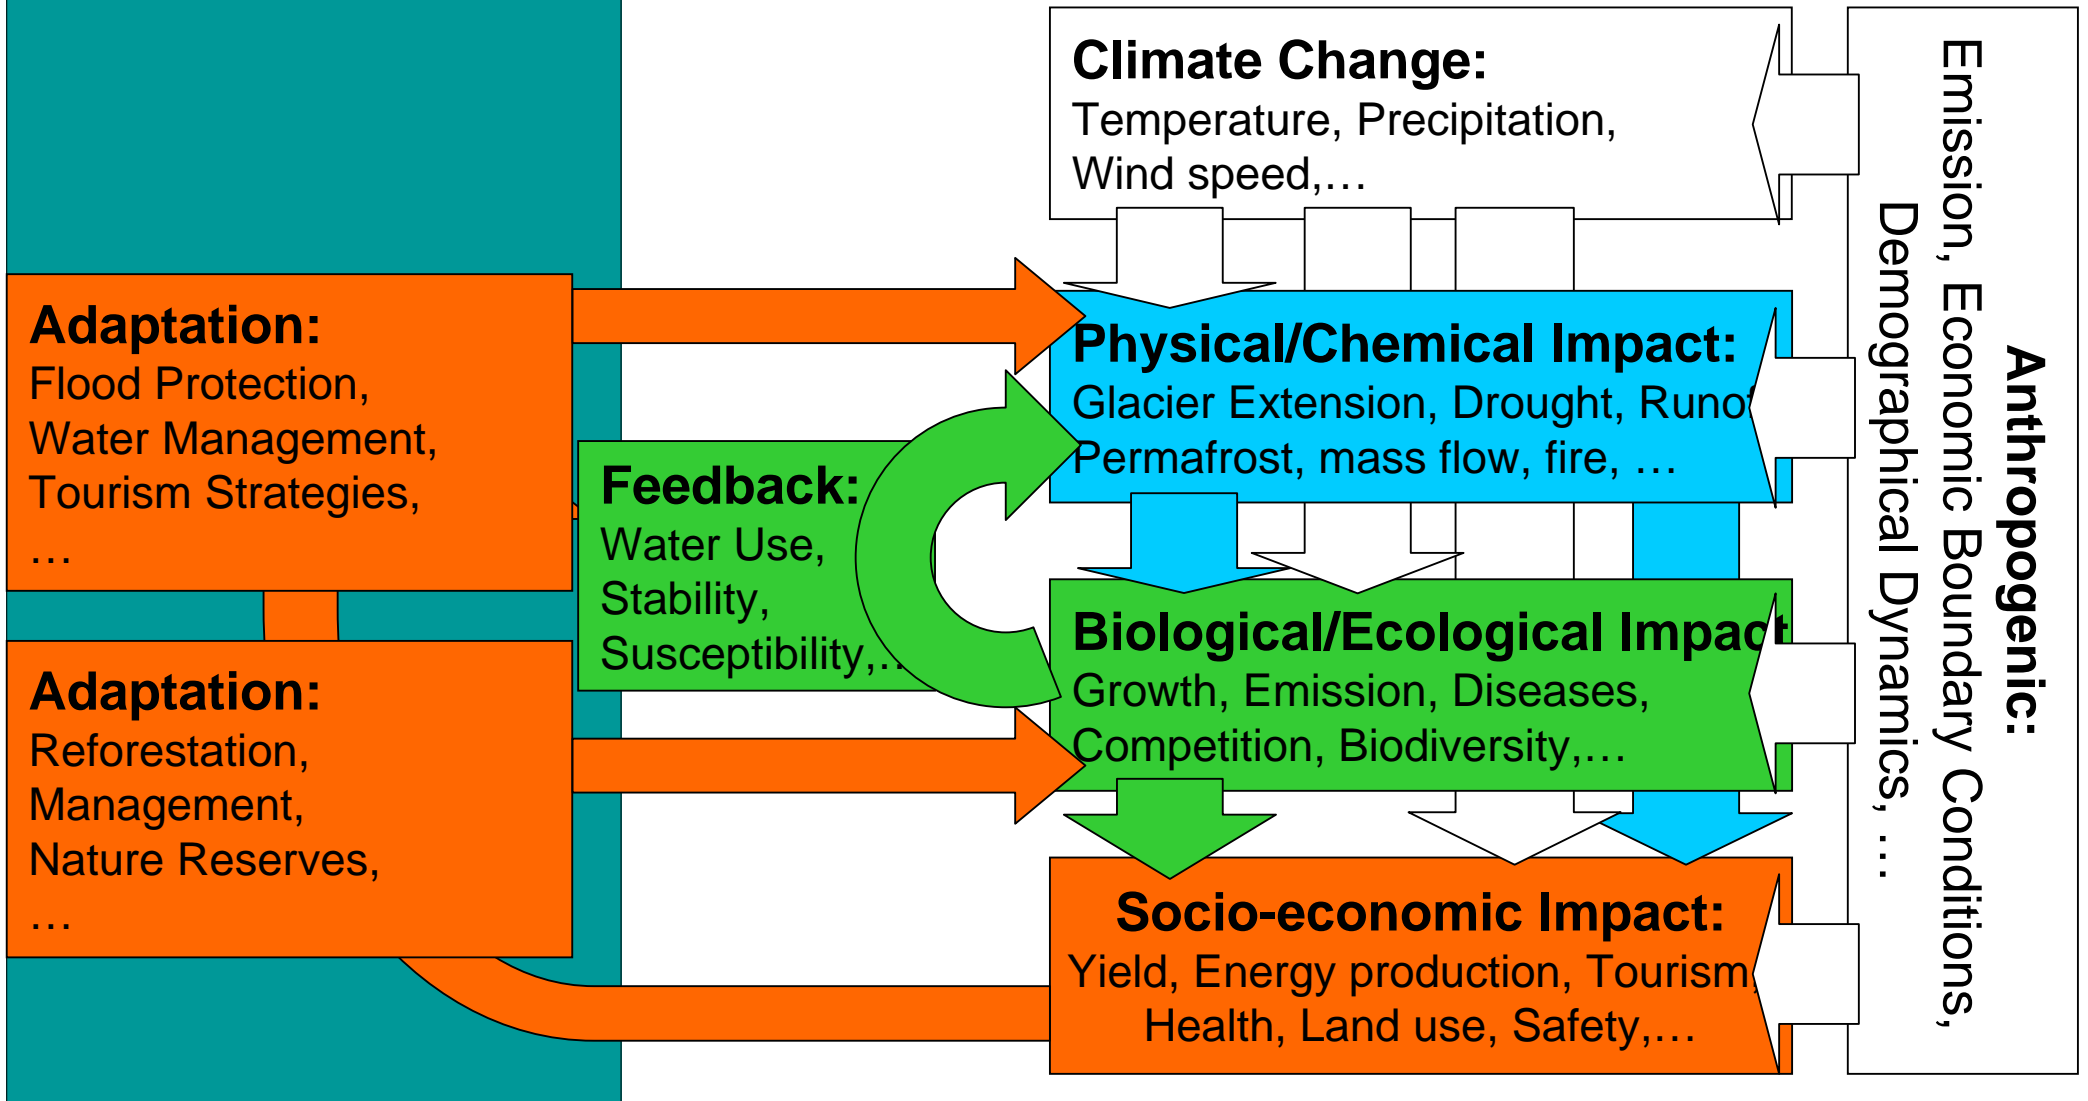 Climate Change:
Temperature, Precipitation,
Wind speed,…
Adaptation:
Flood Protection,
Water Management,
Tourism Strategies,
…
Physical/Chemical Impact:
Glacier Extension, Drought, Runof
Permafrost, mass flow, fire, …
Feedback:
Water Use,
Stability,
Susceptibility,…
Biological/Ecological Impact
Growth, Emission, Diseases,
Competition, Biodiversity,…
Adaptation:
Reforestation,
Management,
Nature Reserves,
…
Socio-economic Impact:
Yield, Energy production, Tourism,
Health, Land use, Safety,…
Anthropogenic:
Emission, Economic Boundary Conditions,
Demographical Dynamics, …